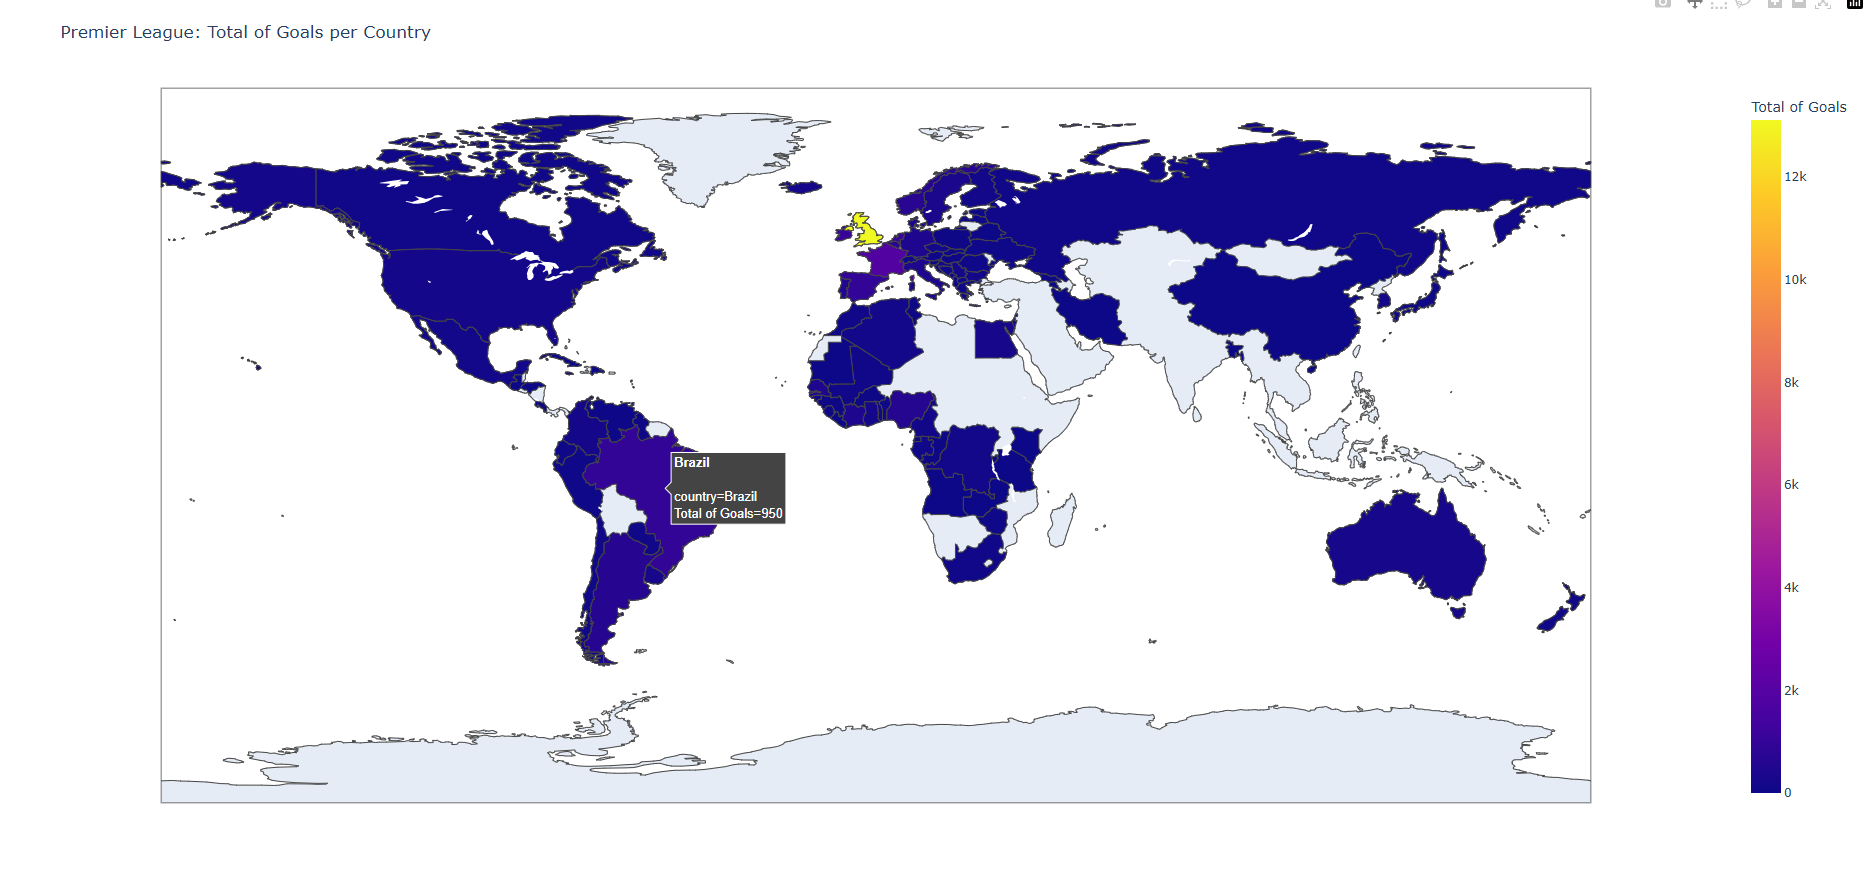 Premier League: Total of Goals per Country
Total of Goals
12k
10k
8k
6k
4k
2k
0
Brazil
country=Brazil
Total of Goals=950